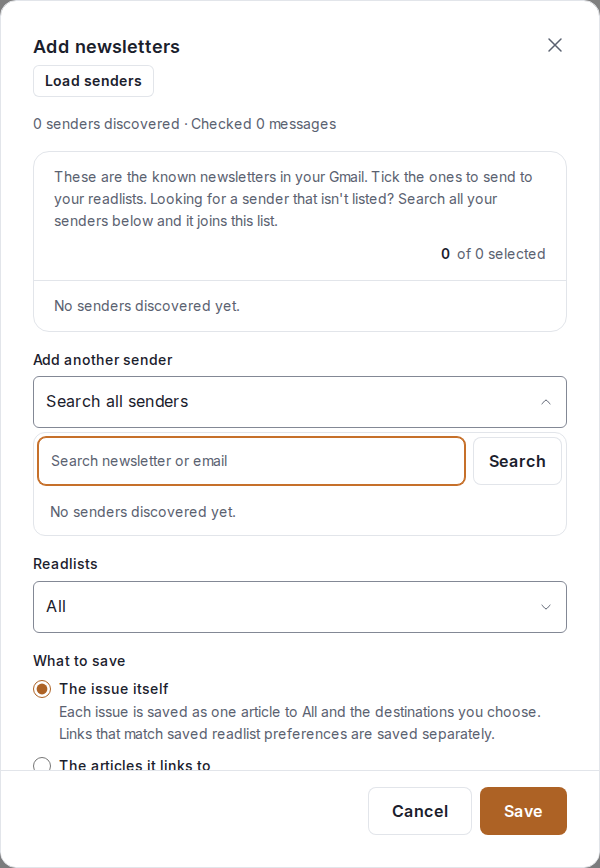 Add newsletters
Load senders
0 senders discovered · Checked 0 messages
These are the known newsletters in your Gmail. Tick the ones to send to
your readlists. Looking for a sender that isn't listed? Search all your
senders below and it joins this list.
0 of 0 selected
No senders discovered yet.
Add another sender
Search all senders
Search newsletter or email
Search
No senders discovered yet.
Readlists
All
What to save
The issue itself
Each issue is saved as one article to All and the destinations you choose.
Links that match saved readlist preferences are saved separately.
The articles it links to
Cancel
Save